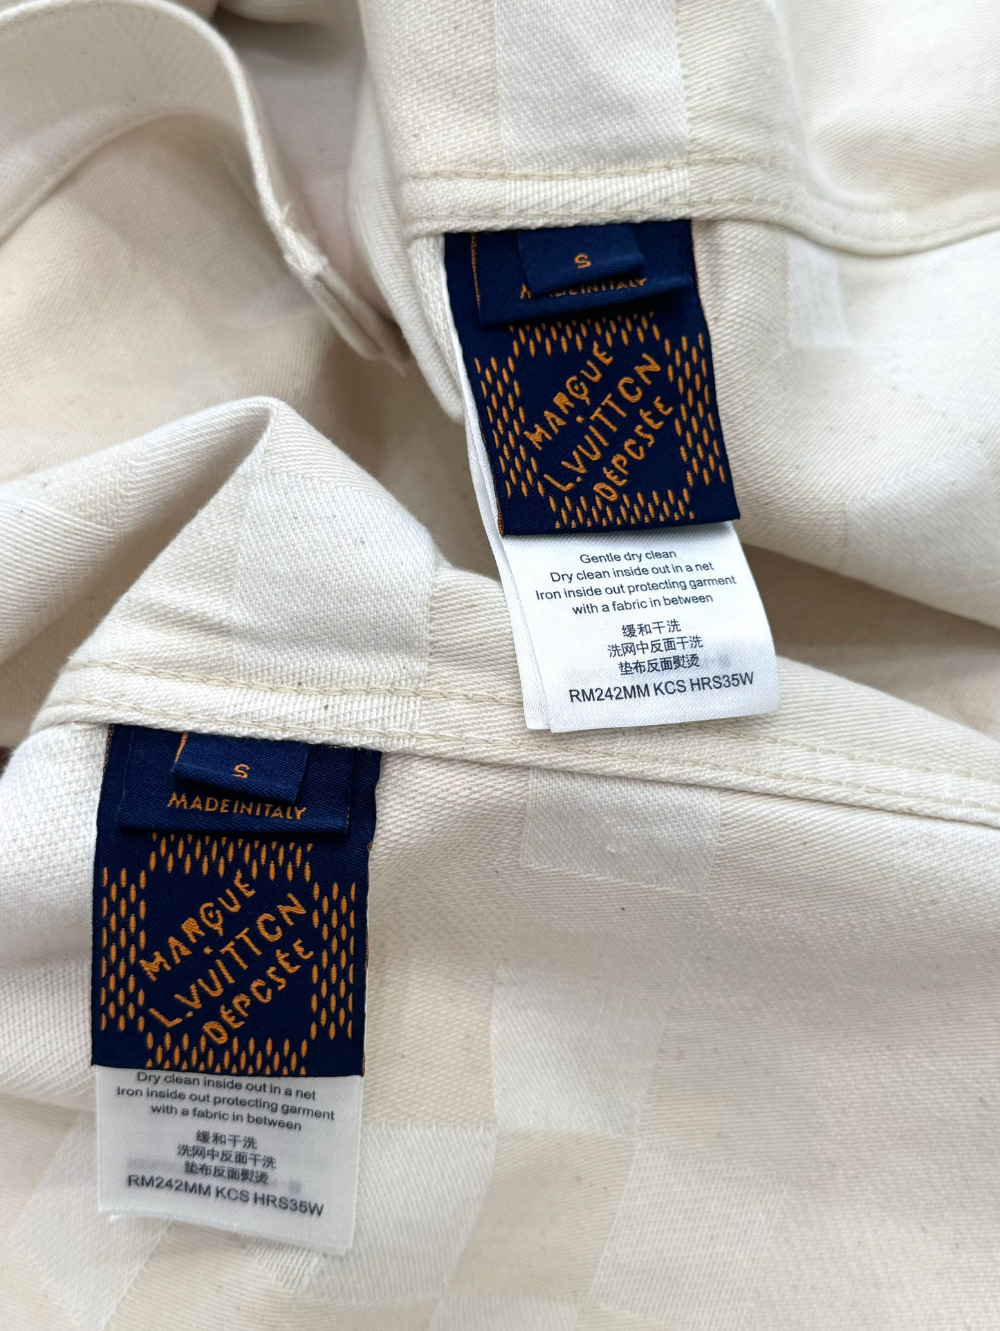 S
MADEINITALY
MARQUE
L.VUITTON
DÉPOSÉE
Gentle dry clean
Dry clean inside out in a net
Iron inside out protecting garment
with a fabric in between
缓和干洗
洗网中反面干洗
垫布反面熨烫
RM242MM KCS HRS35W
S
MADEINITALY
MARQUE
L.VUITTON
DÉPOSÉE
Dry clean inside out in a net
Iron inside out protecting garment
with a fabric in between
缓和干洗
洗网中反面干洗
垫布反面熨烫
RM242MM KCS HRS35W